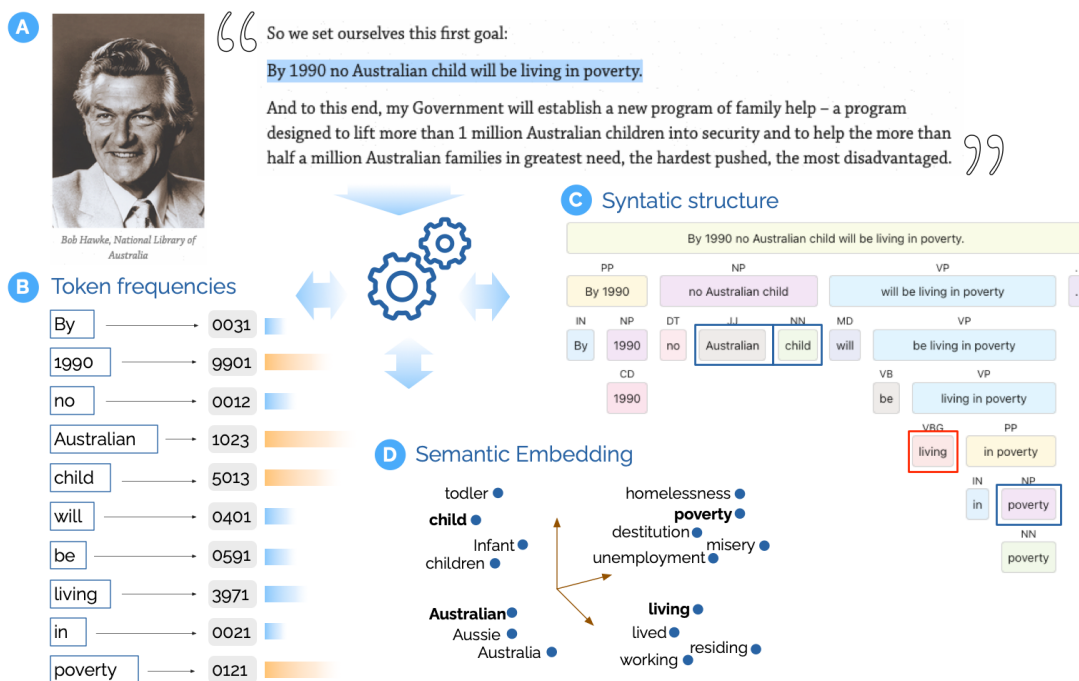 A
So we set ourselves this first goal:
By 1990 no Australian child will be living in poverty.
And to this end, my Government will establish a new program of family help – a program
designed to lift more than 1 million Australian children into security and to help the more than
half a million Australian families in greatest need, the hardest pushed, the most disadvantaged.
Bob Hawke, National Library of
Australia
B Token frequencies
By 0031
1990 9901
no 0012
Australian 1023
child 5013
will 0401
be 0591
living 3971
in 0021
poverty 0121
C Syntatic structure
By 1990 no Australian child will be living in poverty.
PP NP VP .
By 1990 no Australian child will be living in poverty .
IN NP DT JJ NN MD VP
By 1990 no Australian child will be living in poverty
CD VB VP
1990 be living in poverty
VBG PP
living in poverty
IN NP
in poverty
NN
poverty
D Semantic Embedding
todler
child
Infant
children
homelessness
poverty
destitution
misery
unemployment
Australian
Aussie
Australia
living
lived
residing
working